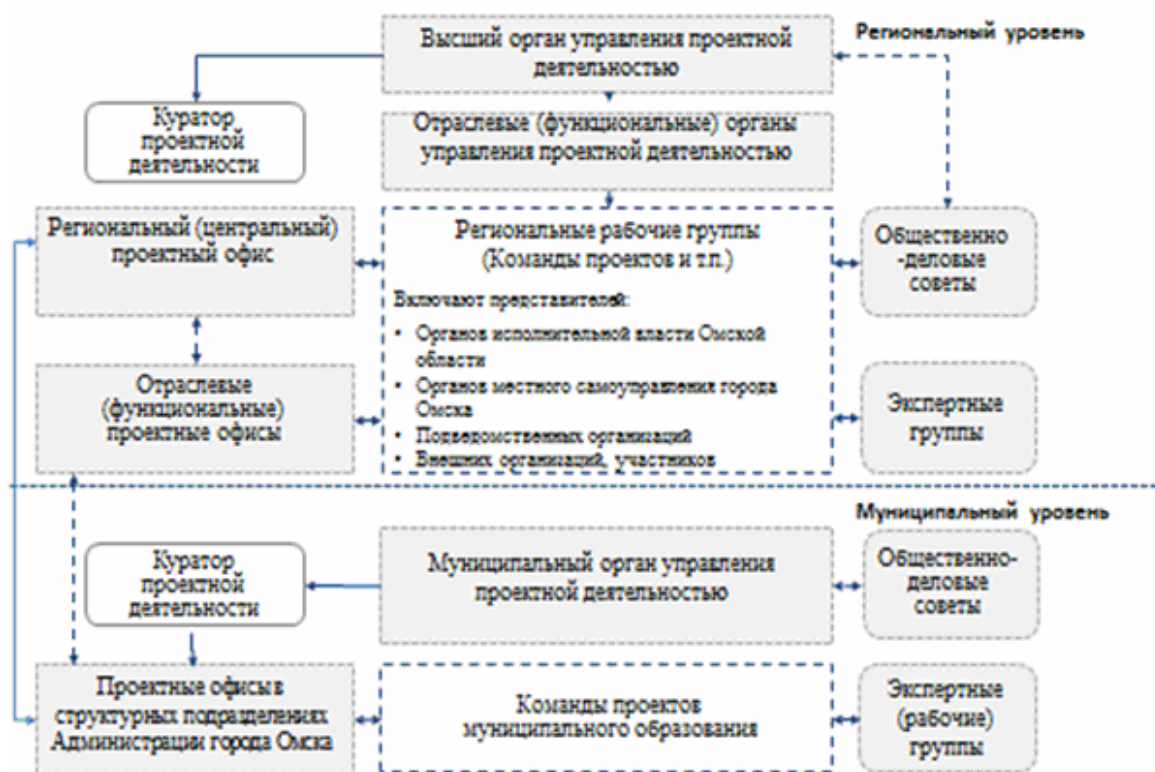 Высший орган управления проектной
деятельностью
Региональный уровень
Куратор
проектной
деятельности
Отраслевые (функциональные) органы
управления проектной деятельностью
Региональный (центральный)
проектный офис
Региональные рабочие группы
(Команды проектов и т.п.)
Включают представителей:
• Органов исполнительной власти Омской
области
• Органов местного самоуправления города
Омска
• Подведомственных организаций
• Внешних организаций, участников
Общественно
-деловые
советы
Отраслевые
(функциональные)
проектные офисы
Экспертные
группы
Муниципальный уровень
Куратор
проектной
деятельности
Муниципальный орган управления
проектной деятельностью
Общественно-
деловые
советы
Проектные офисы в
структурных подразделениях
Администрации города Омска
Команды проектов
муниципального образования
Экспертные
(рабочие)
группы